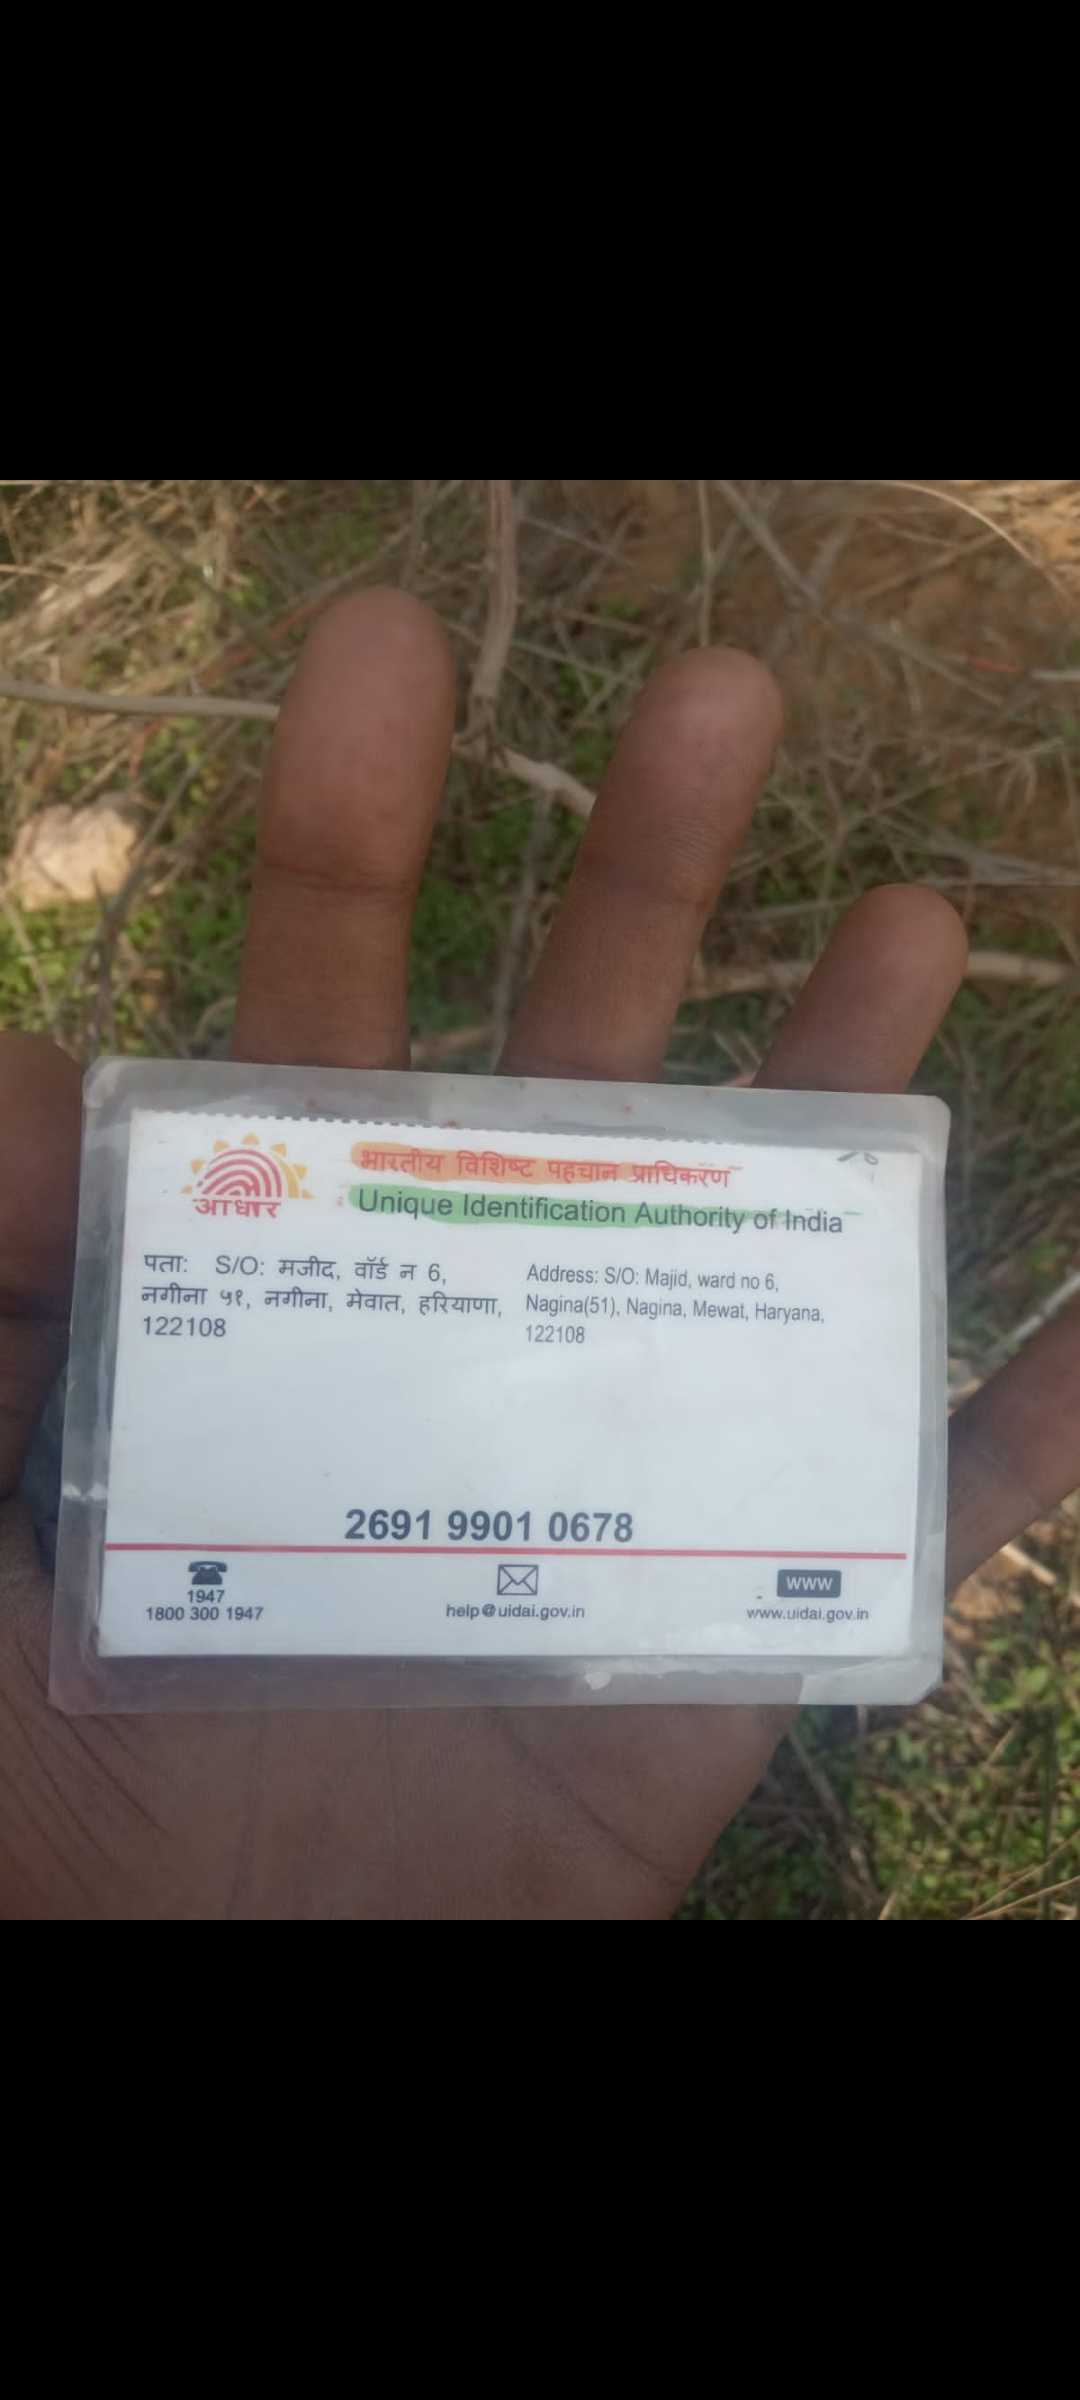 आधार
भारतीय विशिष्ट पहचान प्राधिकरण
Unique Identification Authority of India
पता: S/O: मजीद, वॉर्ड न 6,
नगीना ५१, नगीना, मेवात, हरियाणा,
122108
Address: S/O: Majid, ward no 6,
Nagina(51), Nagina, Mewat, Haryana,
122108
2691 9901 0678
1947
1800 300 1947
help@uidai.gov.in
www
www.uidai.gov.in